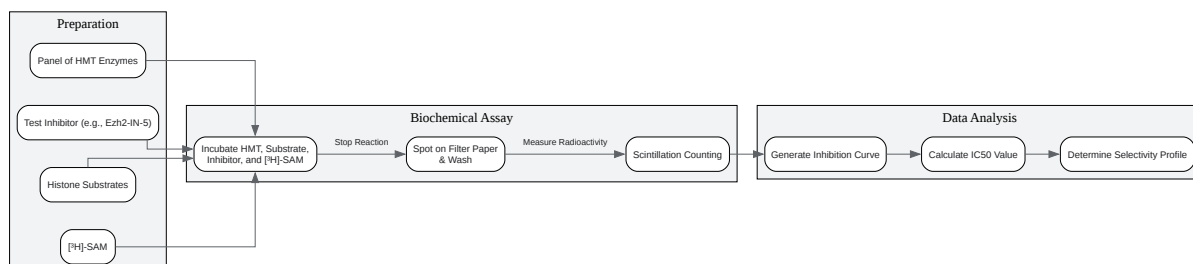 Preparation
Panel of HMT Enzymes
Test Inhibitor (e.g., Ezh2-IN-5)
Histone Substrates
[³H]-SAM
Biochemical Assay
Incubate HMT, Substrate,
Inhibitor, and [³H]-SAM
Stop Reaction
Spot on Filter Paper
& Wash
Measure Radioactivity
Scintillation Counting
Data Analysis
Generate Inhibition Curve
Calculate IC50 Value
Determine Selectivity Profile